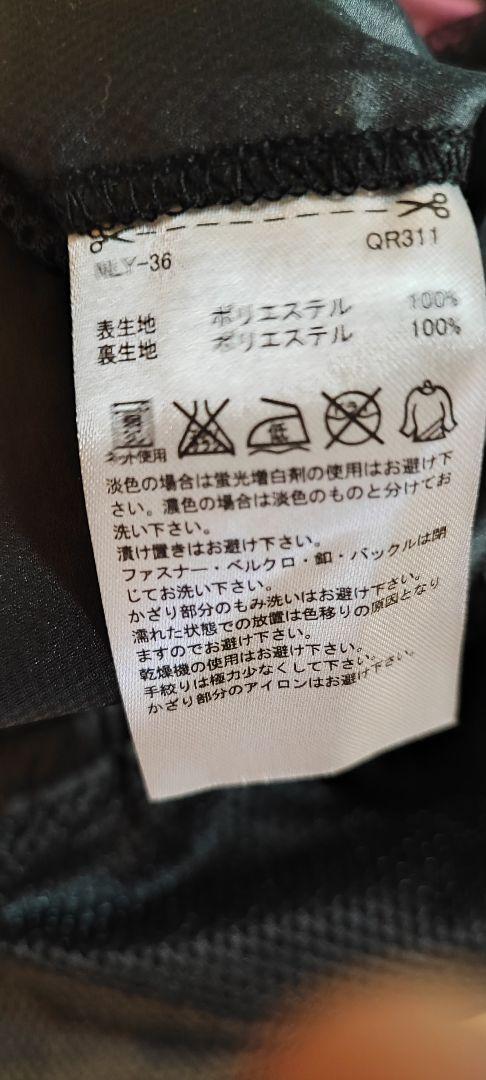 QR311
-36
表生地 ポリエステル 100%
裏生地 ポリエステル 100%
低
ネット使用
淡色の場合は蛍光増白剤の使用はお避け下
さい。濃色の場合は淡色のものと分けてお
洗い下さい。
漬け置きはお避け下さい。
ファスナー・ベルクロ・釦・バックルは閉
じてお洗い下さい。
かざり部分のもみ洗いはお避け下さい。
濡れた状態での放置は色移りの原因となり
ますのでお避け下さい。
乾燥機の使用はお避け下さい。
手絞りは極力少なくして下さい。
かざり部分のアイロンはお避け下さい。